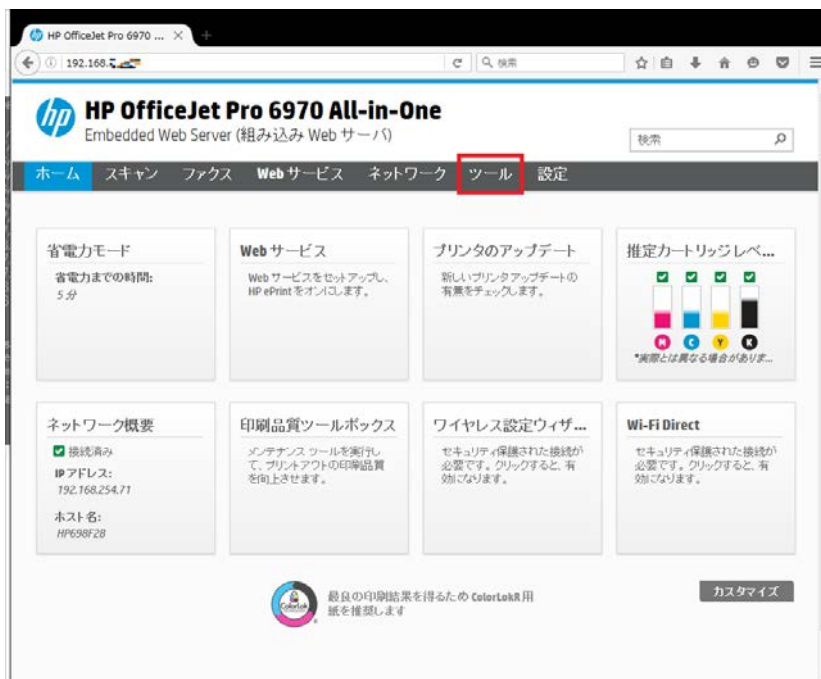 HP OfficeJet Pro 6970 ...
192.168.
検索
hp
HP OfficeJet Pro 6970 All-in-One
Embedded Web Server (組み込み Web サーバ)
検索
ホーム スキャン ファクス Web サービス ネットワーク ツール 設定
省電力モード
省電力までの時間:
5 分
Web サービス
Web サービスをセットアップし、
HP ePrint をオンにします。
プリンタのアップデート
新しいプリンタアップデートの
有無をチェックします。
推定カートリッジレベ...
M C Y K
*実際とは異なる場合がありま...
ネットワーク概要
接続済み
IP アドレス:
192.168.254.71
ホスト名:
HP698F2B
印刷品質ツールボックス
メンテナンス ツールを実行し
て、プリントアウトの印刷品質
を向上させます。
ワイヤレス設定ウィザ...
セキュリティ保護された接続が
必要です。クリックすると、有
効になります。
Wi-Fi Direct
セキュリティ保護された接続が
必要です。クリックすると、有
効になります。
ColorLok
最良の印刷結果を得るため ColorLokR 用
紙を推奨します
カスタマイズ